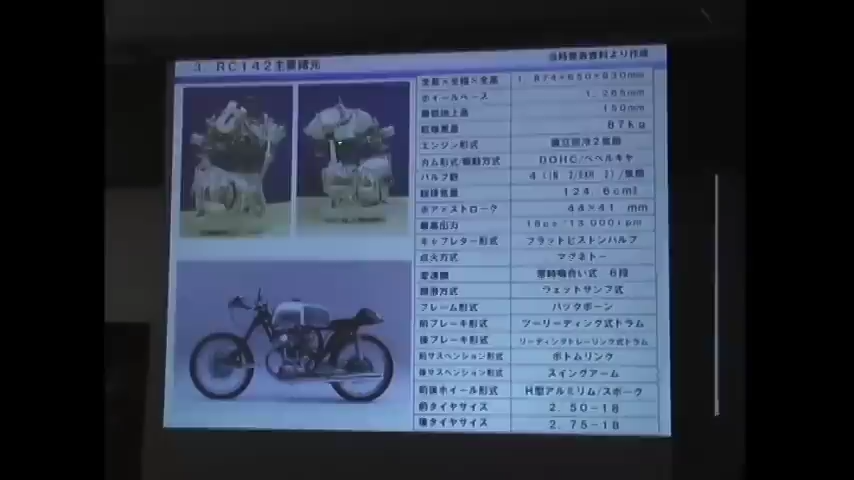 3. RC142主要諸元
当時報告資料より作成
全長×全幅×全高 1,874×650×930mm
ホイールベース 1,265mm
最低地上高 150mm
乾燥重量 87Kg
エンジン形式 直立空冷2気筒
カム形式/駆動方式 DOHC/ベベルギヤ
バルブ数 4(IN 2/EXH 2)/気筒
総排気量 124.6cm3
ボア×ストローク 44×41 mm
最高出力 18ps/13,000rpm
キャブレター形式 フラットピストンバルブ
点火方式 マグネトー
変速機 常時噛合い式 6段
潤滑方式 ウェットサンプ式
フレーム形式 バックボーン
前ブレーキ形式 ツーリーディング式ドラム
後ブレーキ形式 リーディングトレーリング式ドラム
前サスペンション形式 ボトムリンク
後サスペンション形式 スイングアーム
前後ホイール形式 H型アルミリム/スポーク
前タイヤサイズ 2.50-18
後タイヤサイズ 2.75-18